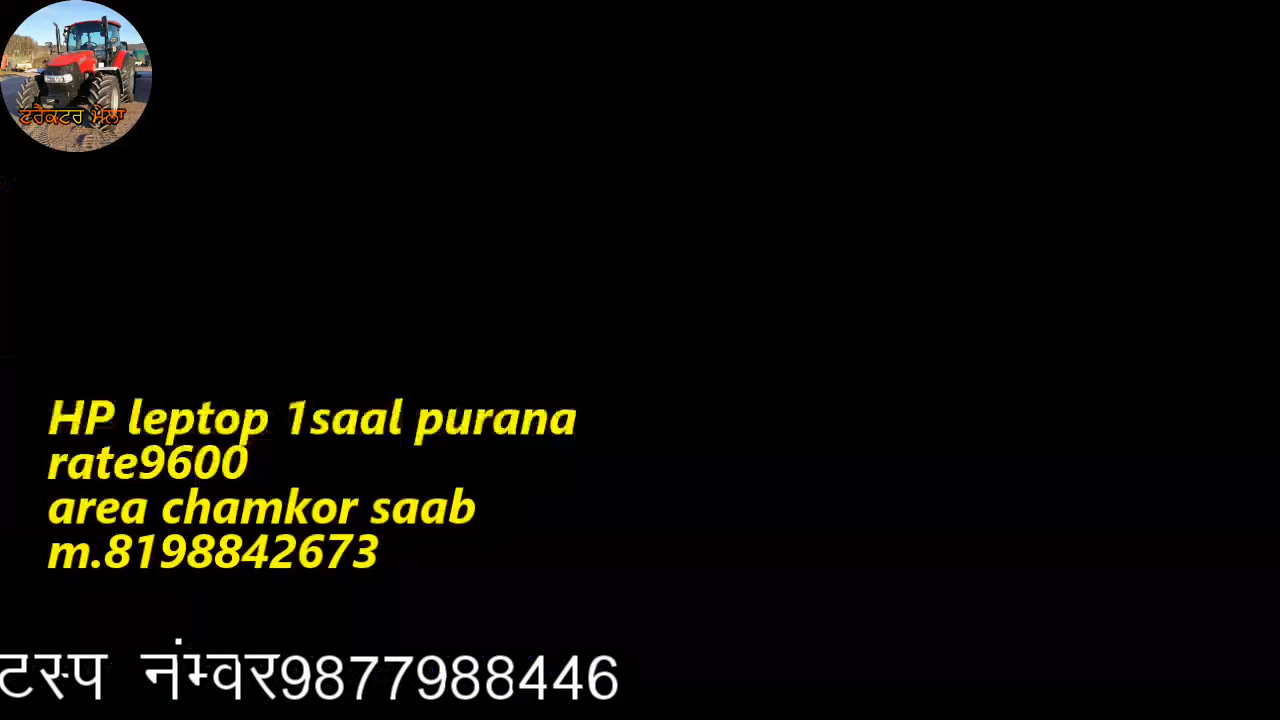 ਟਰੈਕਟਰ ਮੇਲਾ
HP leptop 1saal purana
rate9600
area chamkor saab
m.8198842673
टस्प नंम्वर9877988446